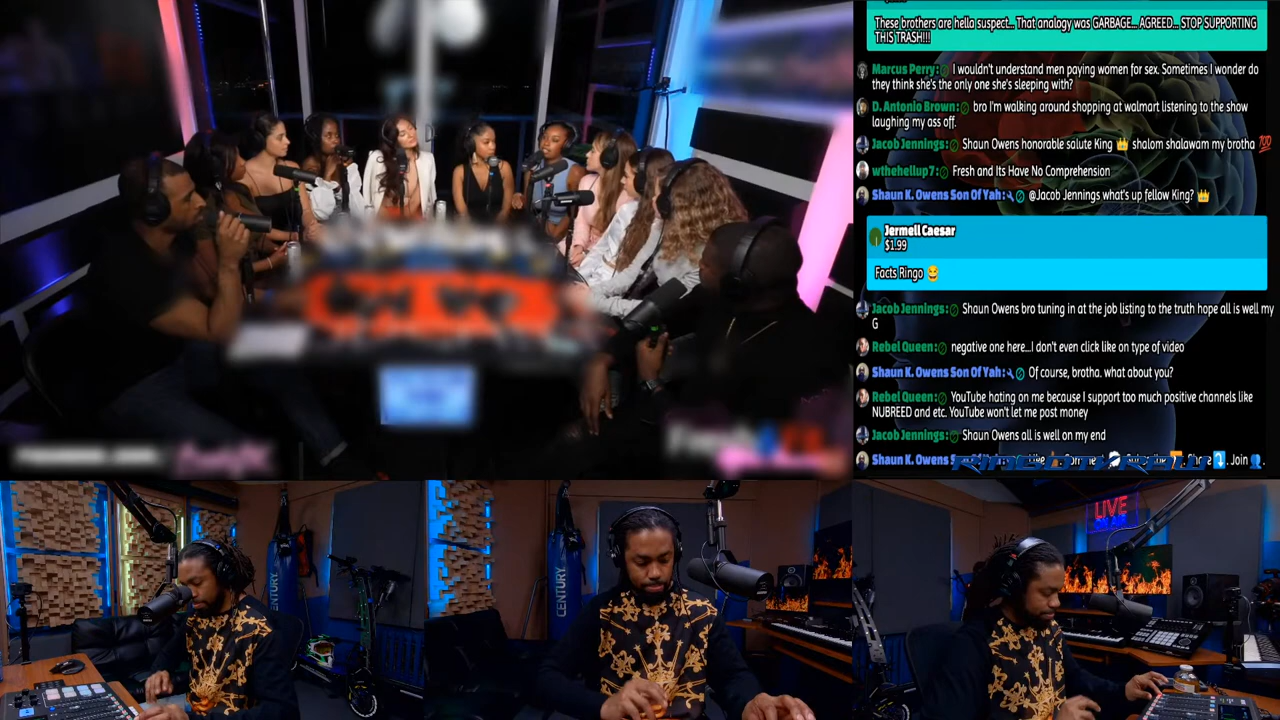 These brothers are hella suspect... That analogy was GARBAGE... AGREED... STOP SUPPORTING
THIS TRASH!!!
Marcus Perry: I wouldn't understand men paying women for sex. Sometimes I wonder do
they think she's the only one she's sleeping with?
D. Antonio Brown: bro I'm walking around shopping at walmart listening to the show
laughing my ass off.
Jacob Jennings: Shaun Owens honorable salute King 👑 shalom shalawam my brotha 💯
wthehellup7: Fresh and Its Have No Comprehension
Shaun K. Owens Son Of Yah: @Jacob Jennings what's up fellow King? 👑
Jermell Caesar
$1.99
Facts Ringo 😂
Jacob Jennings: Shaun Owens bro tuning in at the job listing to the truth hope all is well my
G
Rebel Queen: negative one here...I don't even click like on type of video
Shaun K. Owens Son Of Yah: Of course, brotha. what about you?
Rebel Queen: YouTube hating on me because I support too much positive channels like
NUBREED and etc. YouTube won't let me post money
Jacob Jennings: Shaun Owens all is well on my end
Shaun K. Owens Join
CENTURY
CENTURY
LIVE
ON AIR